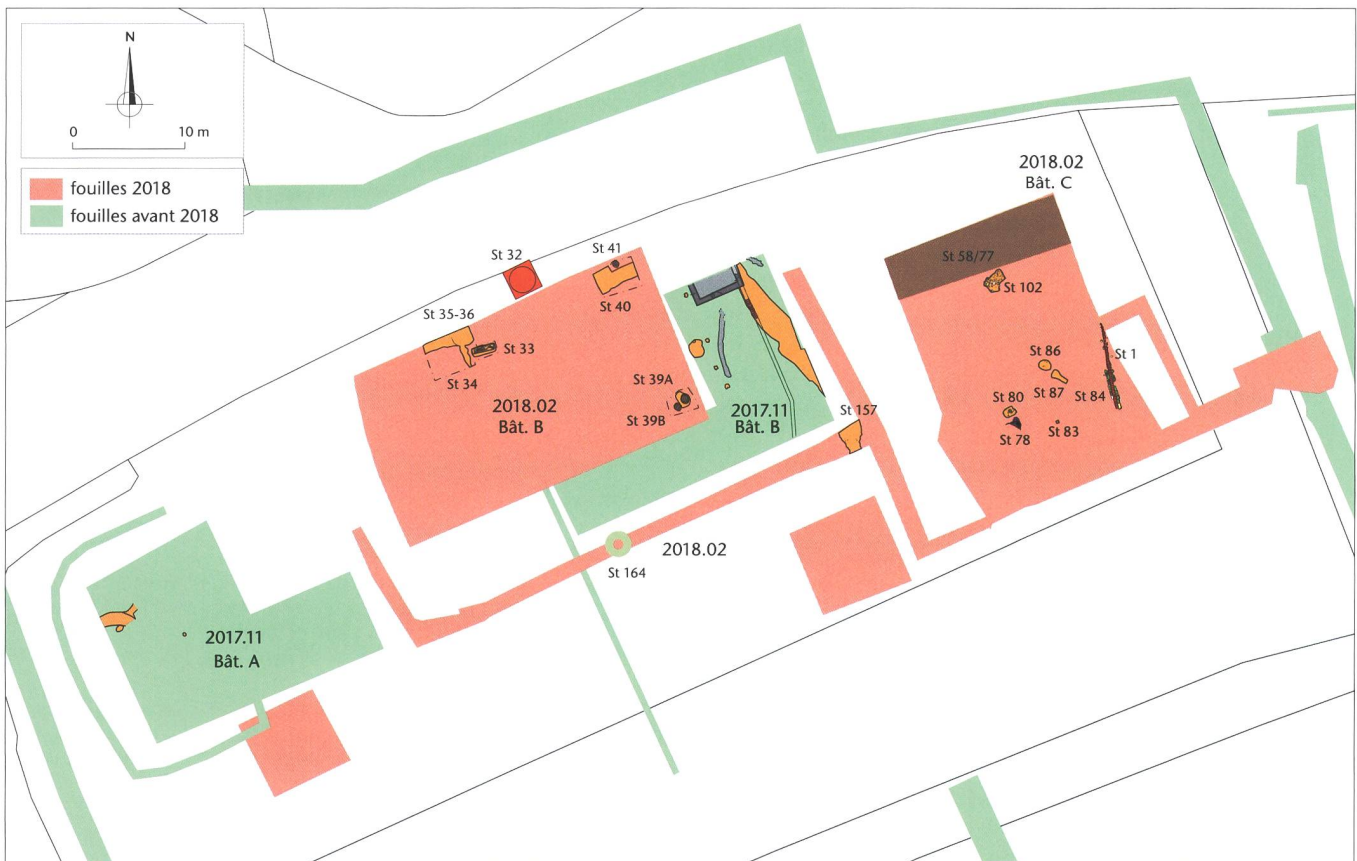 N
0 10 m
fouilles 2018
fouilles avant 2018
2018.02
Bât. C
St 41
St 32
St 58/77
St 102
St 40
St 35-36
St 33
St 34
St 1
St 86
St 39A
St 87
St 84
2018.02
Bât. B
St 39B
2017.11
Bât. B
St 157
St 80
St 78
St 83
2018.02
St 164
2017.11
Bât. A